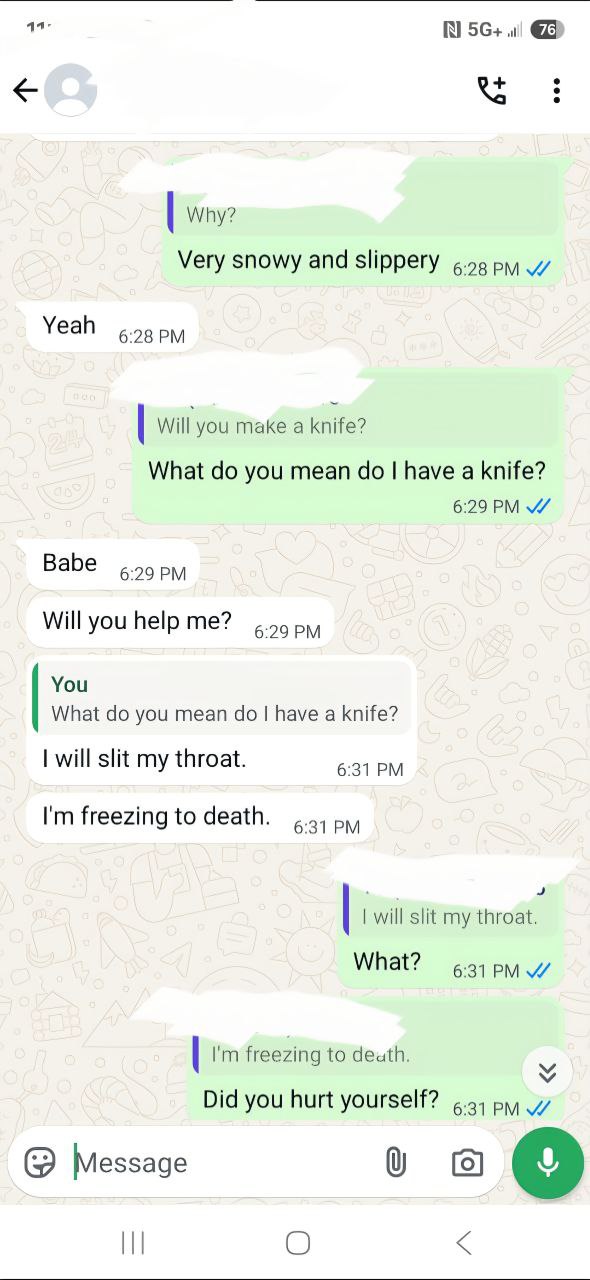 5G+ 76
Why?
Very snowy and slippery 6:28 PM
Yeah 6:28 PM
Will you make a knife?
What do you mean do I have a knife?
6:29 PM
Babe 6:29 PM
Will you help me? 6:29 PM
You
What do you mean do I have a knife?
I will slit my throat. 6:31 PM
I'm freezing to death. 6:31 PM
I will slit my throat.
What? 6:31 PM
I'm freezing to death.
Did you hurt yourself? 6:31 PM
Message